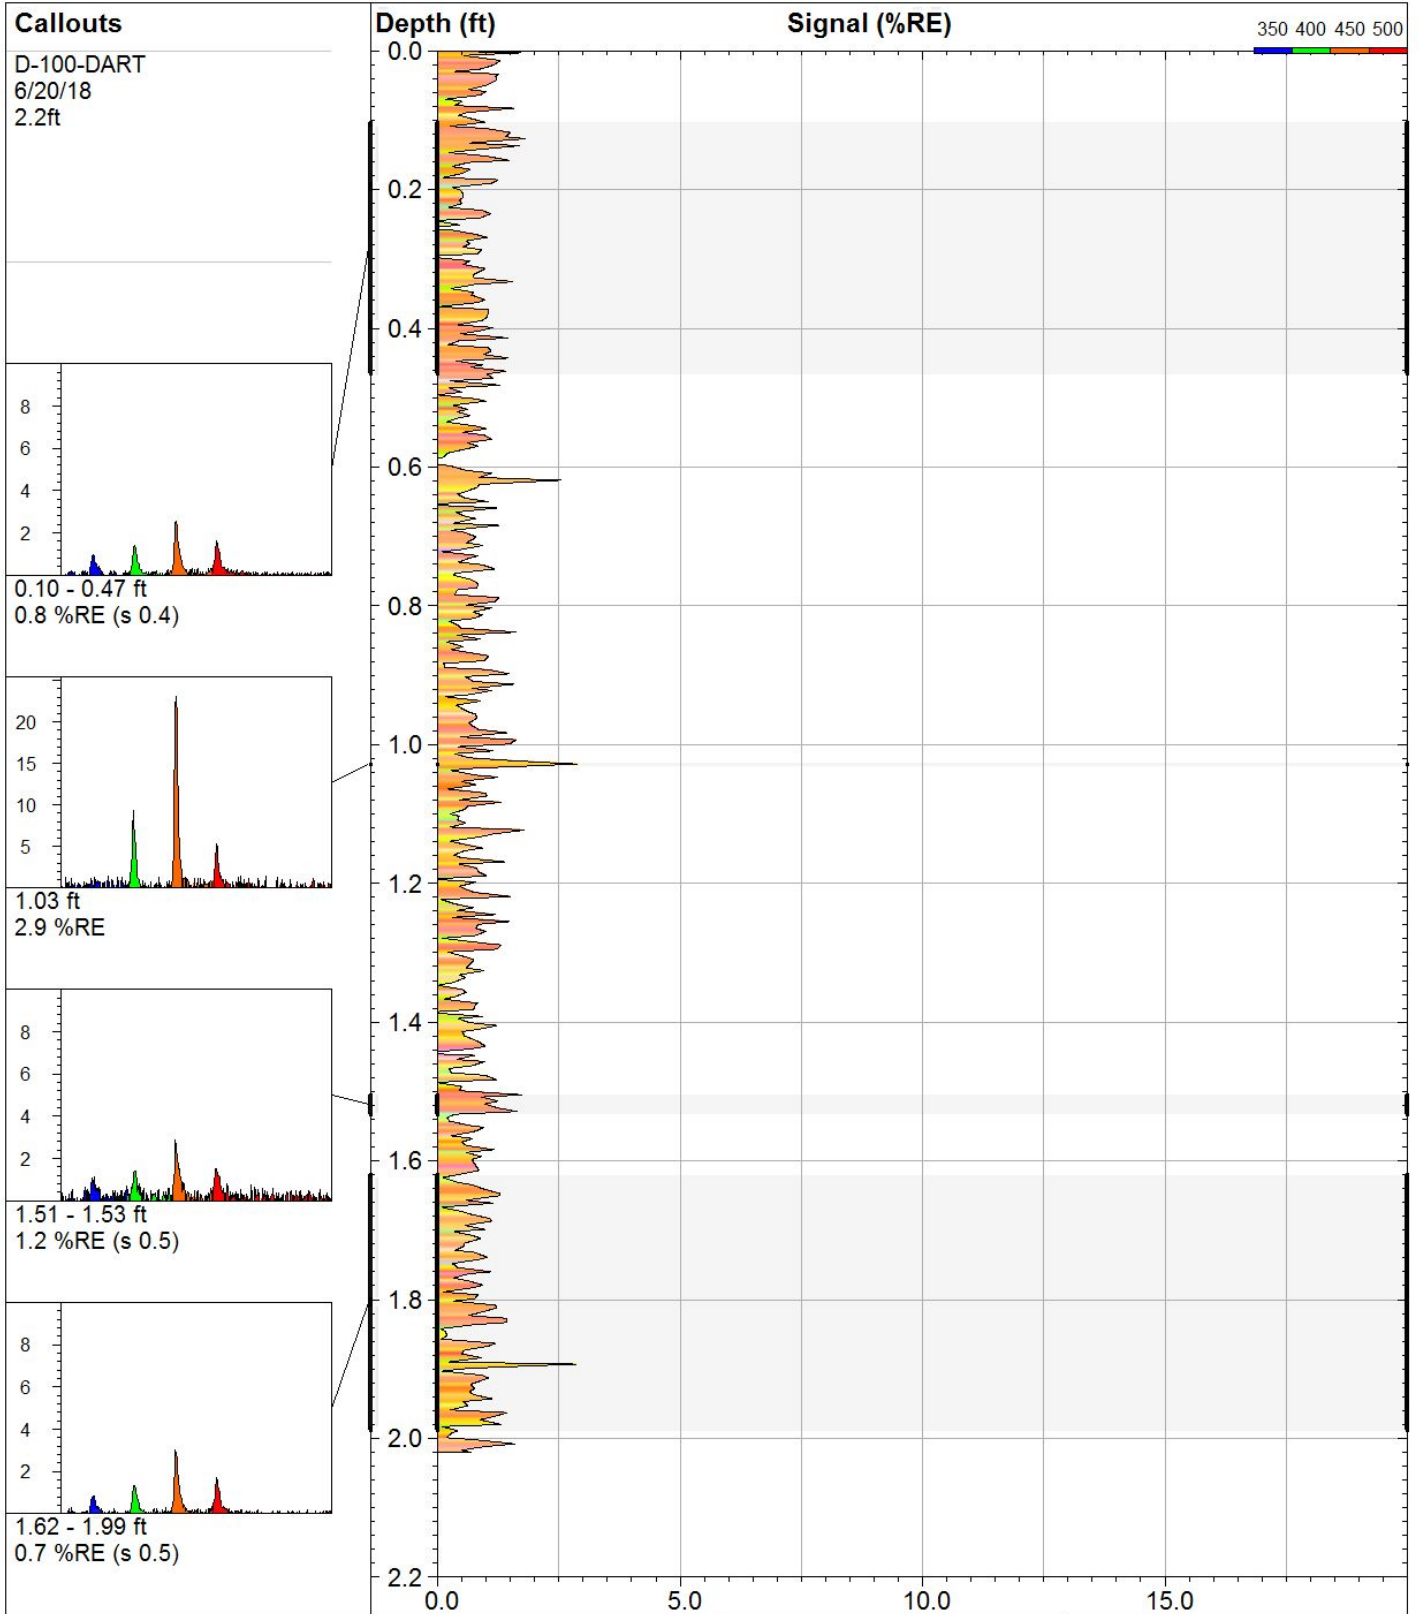 Callouts
D-100-DART
6/20/18
2.2ft
8
6
4
2
0.10 - 0.47 ft
0.8 %RE (s 0.4)
20
15
10
5
1.03 ft
2.9 %RE
8
6
4
2
1.51 - 1.53 ft
1.2 %RE (s 0.5)
8
6
4
2
1.62 - 1.99 ft
0.7 %RE (s 0.5)
Depth (ft)
Signal (%RE)
350 400 450 500
0.0
0.2
0.4
0.6
0.8
1.0
1.2
1.4
1.6
1.8
2.0
2.2
0.0 5.0 10.0 15.0